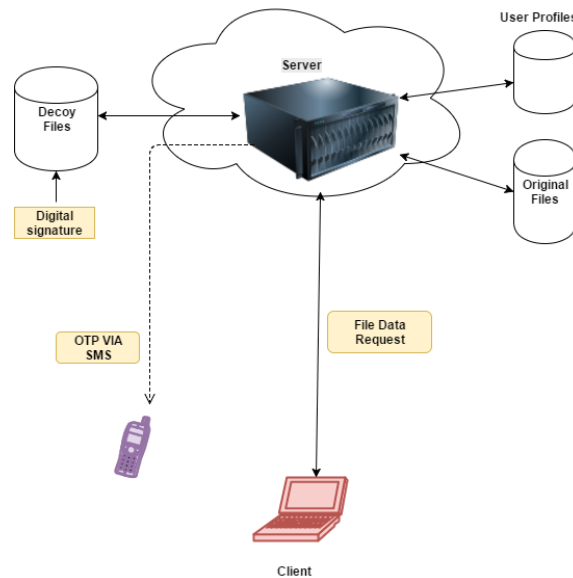 User Profiles
Server
Decoy
Files
Original
Files
Digital
signature
File Data
Request
OTP VIA
SMS
Client